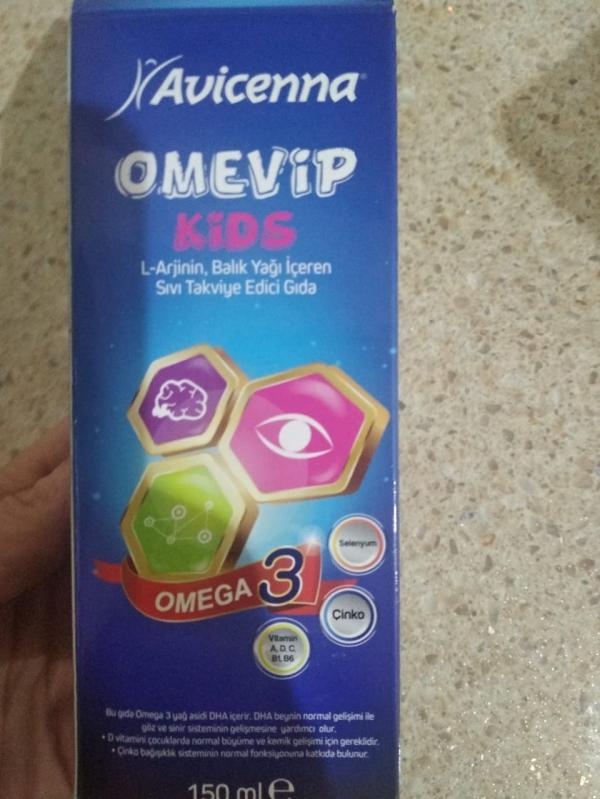 Avicenna
OMEViP
KiDS
L-Arjinin, Balık Yağı İçeren
Sıvı Takviye Edici Gıda
OMEGA 3
Selenyum
Çinko
Vitamin
A, D, C,
B1, B6
Bu gıda Omega 3 yağ asidi DHA içerir. DHA beynin normal gelişimi ile
göz ve sinir sisteminin gelişmesine yardımcı olur.
• D vitamini çocuklarda normal büyüme ve kemik gelişimi için gereklidir.
• Çinko bağışıklık sisteminin normal fonksiyonuna katkıda bulunur.
150 ml ℮